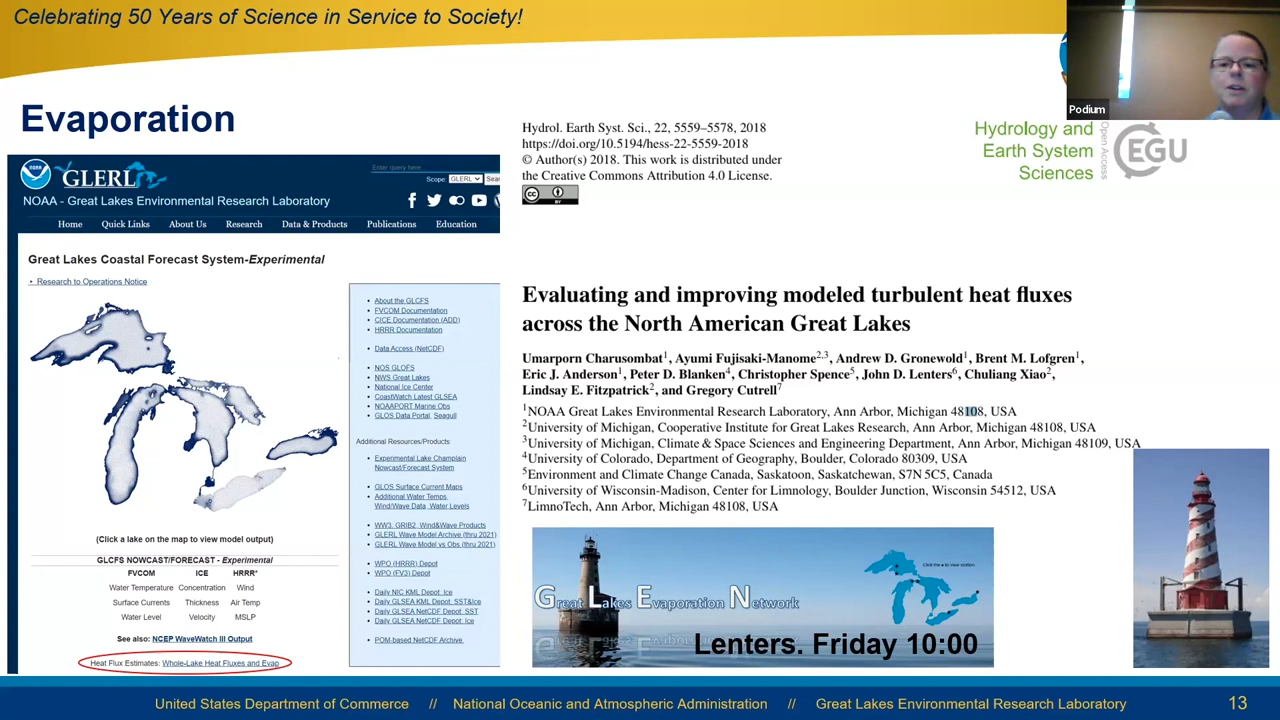 Celebrating 50 Years of Science in Service to Society!
Podium
Evaporation
NOAA
GLERL
NOAA - Great Lakes Environmental Research Laboratory
Enter query here
Scope: GLERL
Home Quick Links About Us Research Data & Products Publications Education
Great Lakes Coastal Forecast System-Experimental
Research to Operations Notice
(Click a lake on the map to view model output)
GLCFS NOWCAST/FORECAST - Experimental
FVCOM ICE HRRR*
Water Temperature Concentration Wind
Surface Currents Thickness Air Temp
Water Level Velocity MSLP
See also: NCEP WaveWatch III Output
Heat Flux Estimates: Whole-Lake Heat Fluxes and Evap
About the GLCFS
FVCOM Documentation
CICE Documentation (ADD)
HRRR Documentation
Data Access (NetCDF)
NOS GLOFS
NWS Great Lakes
National Ice Center
CoastWatch Latest GLSEA
NOAAPORT Marine Obs
GLOS Data Portal, Seagull
Additional Resources/Products:
Experimental Lake Champlain
Nowcast/Forecast System
GLOS Surface Current Maps
Additional Water Temps,
Wind/Wave Data, Water Levels
WW3, GRIB2, Wind&Wave Products
GLERL Wave Model Archive (thru 2021)
GLERL Wave Model vs Obs (thru 2021)
WPO (HRRR) Depot
WPO (FV3) Depot
Daily NIC KML Depot: Ice
Daily GLSEA KML Depot: SST&Ice
Daily GLSEA NetCDF Depot: SST
Daily GLSEA NetCDF Depot: Ice
POM-based NetCDF Archive
Hydrol. Earth Syst. Sci., 22, 5559–5578, 2018
https://doi.org/10.5194/hess-22-5559-2018
© Author(s) 2018. This work is distributed under
the Creative Commons Attribution 4.0 License.
cc BY
Hydrology and
Earth System
Sciences
Open Access
EGU
Evaluating and improving modeled turbulent heat fluxes
across the North American Great Lakes
Umarporn Charusombat1, Ayumi Fujisaki-Manome2,3, Andrew D. Gronewold1, Brent M. Lofgren1,
Eric J. Anderson1, Peter D. Blanken4, Christopher Spence5, John D. Lenters6, Chuliang Xiao2,
Lindsay E. Fitzpatrick2, and Gregory Cutrell7
1NOAA Great Lakes Environmental Research Laboratory, Ann Arbor, Michigan 48108, USA
2University of Michigan, Cooperative Institute for Great Lakes Research, Ann Arbor, Michigan 48108, USA
3University of Michigan, Climate & Space Sciences and Engineering Department, Ann Arbor, Michigan 48109, USA
4University of Colorado, Department of Geography, Boulder, Colorado 80309, USA
5Environment and Climate Change Canada, Saskatoon, Saskatchewan, S7N 5C5, Canada
6University of Wisconsin-Madison, Center for Limnology, Boulder Junction, Wisconsin 54512, USA
7LimnoTech, Ann Arbor, Michigan 48108, USA
Click the ● to view station.
Great Lakes Evaporation Network
Lenters. Friday 10:00
United States Department of Commerce // National Oceanic and Atmospheric Administration // Great Lakes Environmental Research Laboratory 13